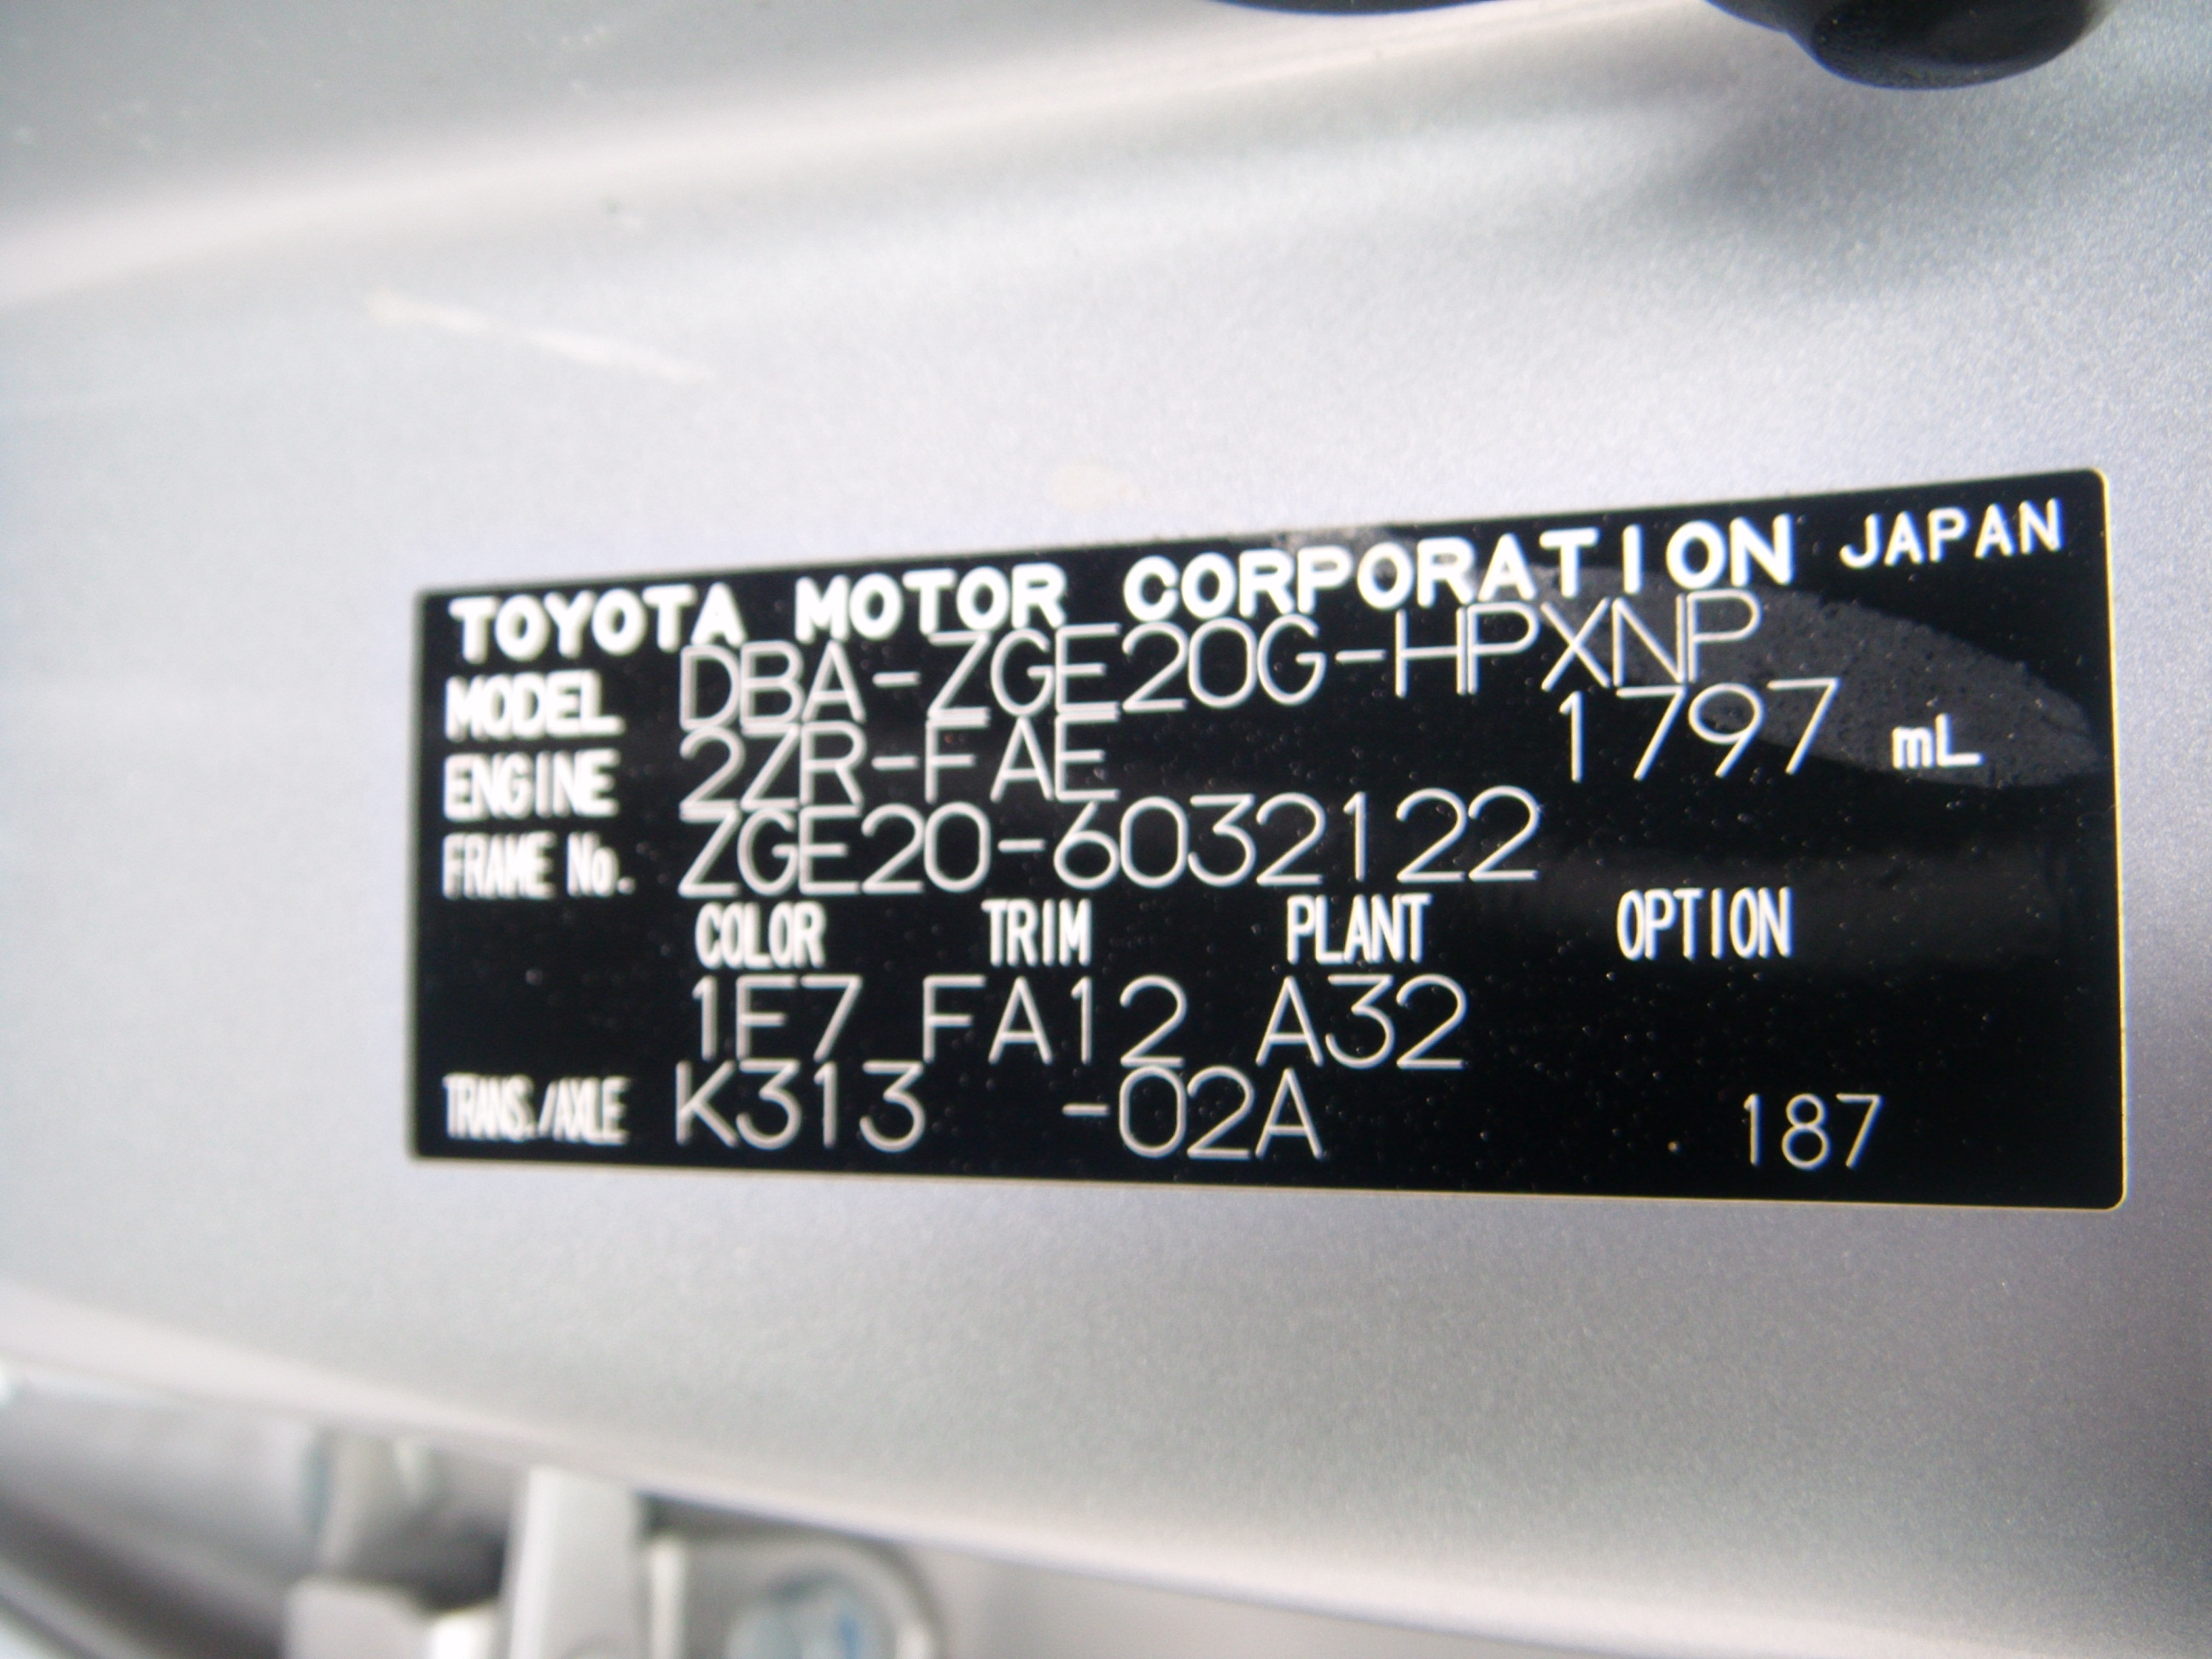 TOYOTA MOTOR CORPORATION JAPAN
MODEL DBA-ZGE20G-HPXNP
ENGINE 2ZR-FAE 1797 mL
FRAME No. ZGE20-6032122
COLOR TRIM PLANT OPTION
1F7 FA12 A32
TRANS./AXLE K313 -02A 187